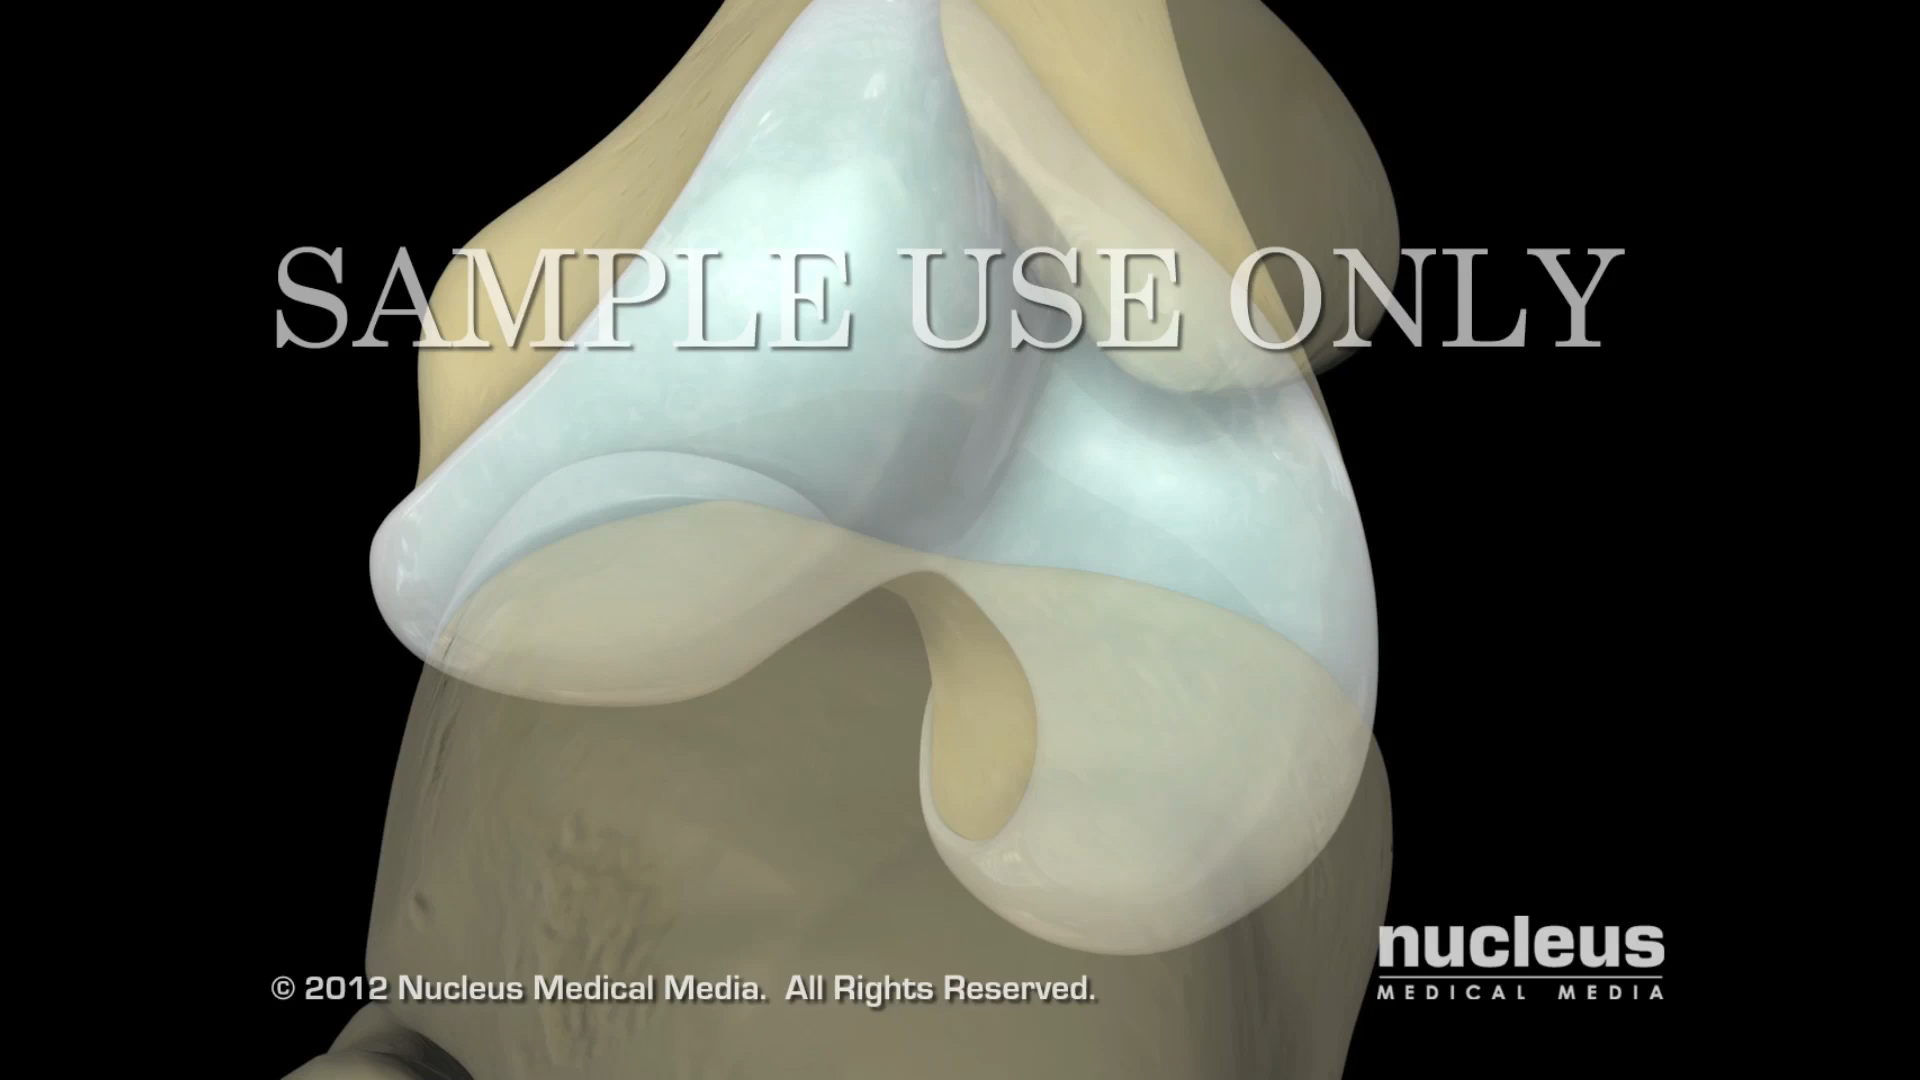 SAMPLE USE ONLY
nucleus
MEDICAL MEDIA
© 2012 Nucleus Medical Media. All Rights Reserved.